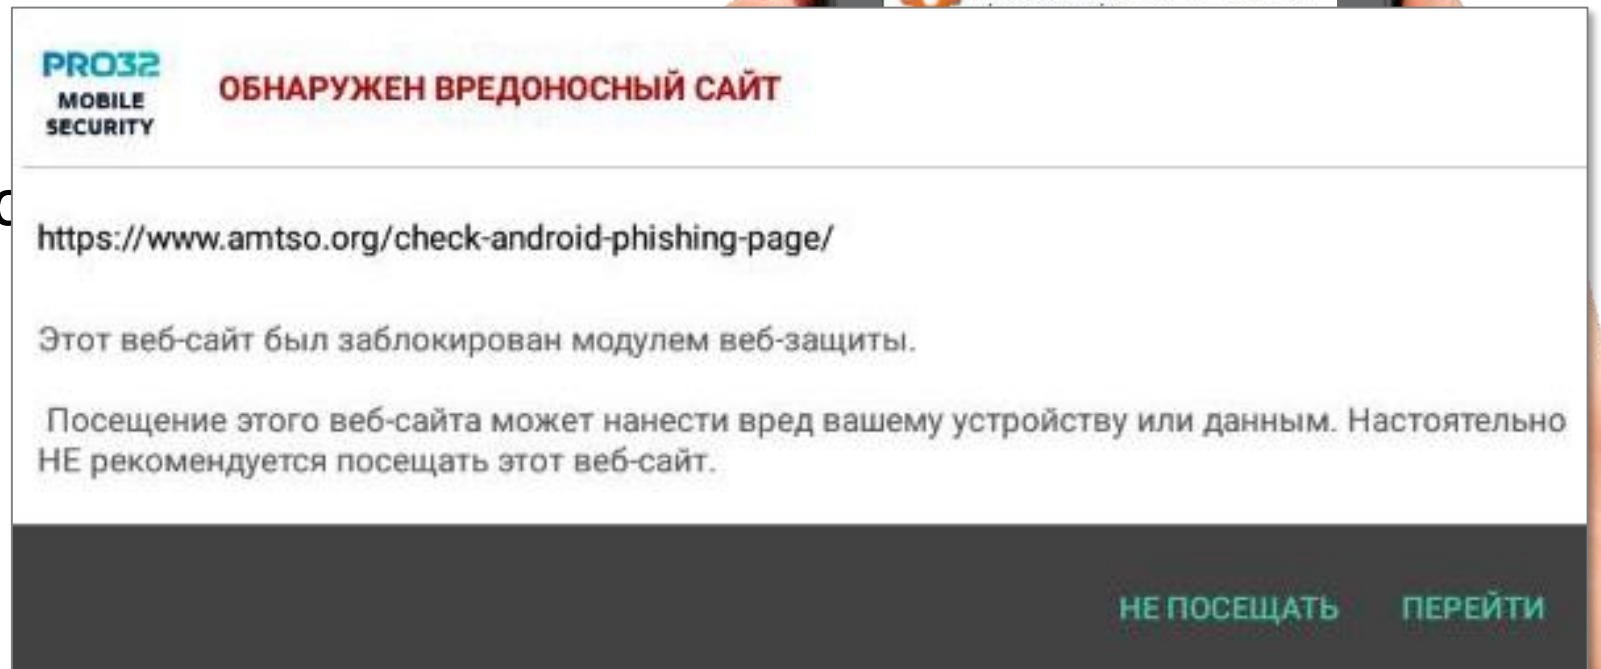 PRO32
MOBILE
SECURITY
ОБНАРУЖЕН ВРЕДОНОСНЫЙ САЙТ
https://www.amtso.org/check-android-phishing-page/
Этот веб-сайт был заблокирован модулем веб-защиты.
Посещение этого веб-сайта может нанести вред вашему устройству или данным. Настоятельно
НЕ рекомендуется посещать этот веб-сайт.
НЕ ПОСЕЩАТЬ ПЕРЕЙТИ